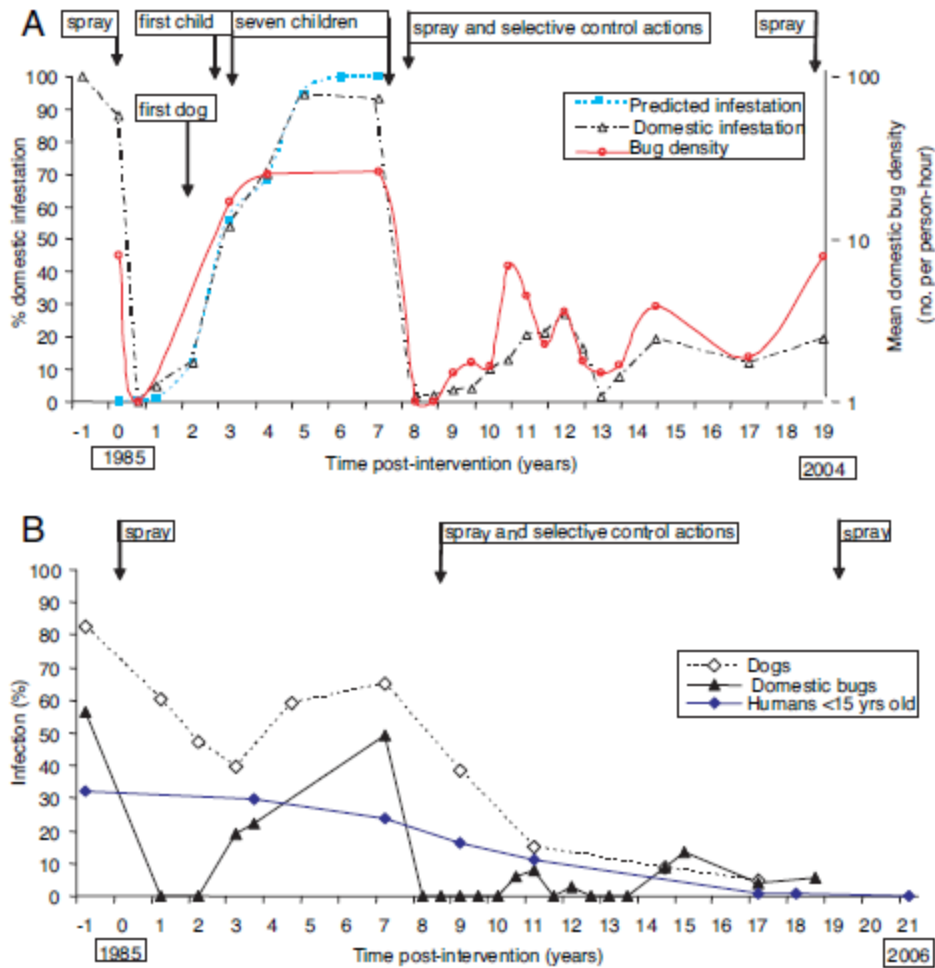 A
spray
first child
seven children
spray and selective control actions
spray
first dog
Predicted infestation
Domestic infestation
Bug density
100
90
80
70
60
50
40
30
20
10
0
% domestic infestation
100
10
1
Mean domestic bug density
(no. per person-hour)
-1 0 1 2 3 4 5 6 7 8 9 10 11 12 13 14 15 16 17 18 19
1985
Time post-intervention (years)
2004
B
spray
spray and selective control actions
spray
Dogs
Domestic bugs
Humans <15 yrs old
100
90
80
70
60
50
40
30
20
10
0
Infection (%)
-1 0 1 2 3 4 5 6 7 8 9 10 11 12 13 14 15 16 17 18 19 20 21
1985
Time post-intervention (years)
2006